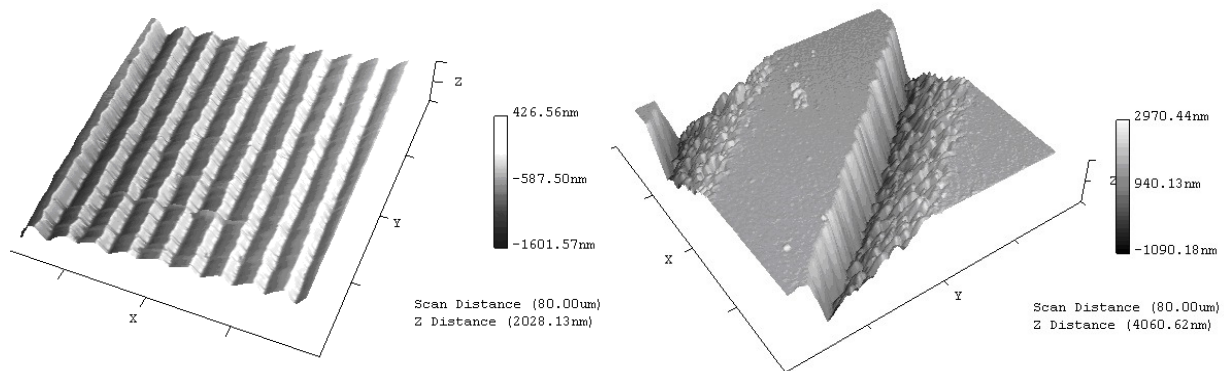 Z
426.56nm
-587.50nm
-1601.57nm
Y
X
Scan Distance (80.00um)
Z Distance (2028.13nm)
2970.44nm
Z
940.13nm
-1090.18nm
X
Y
Scan Distance (80.00um)
Z Distance (4060.62nm)